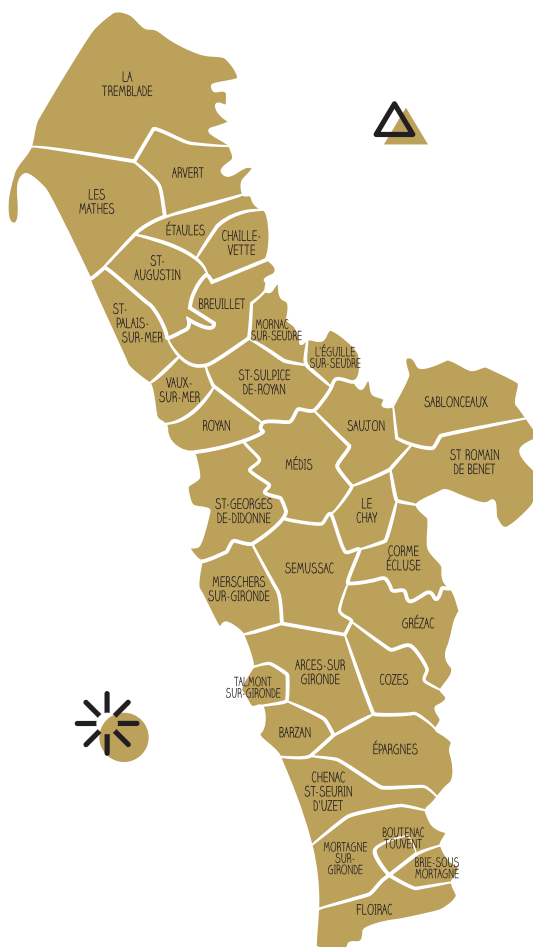 LA
TREMBLADE
ARVERT
LES
MATHES
ÉTAULES
CHAILLE-
VETTE
ST-
AUGUSTIN
BREUILLET
ST-
PALAIS-
SUR-MER
MORNAC
SUR-SEUDRE
L'ÉGUILLE
SUR-SEUDRE
ST-SULPICE
DE-ROYAN
VAUX-
SUR-MER
SABLONCEAUX
ROYAN
SAUJON
MÉDIS
ST ROMAIN
DE BENET
ST-GEORGES
DE-DIDONNE
LE
CHAY
CORME
ÉCLUSE
SEMUSSAC
MERSCHERS
SUR-GIRONDE
GRÉZAC
ARCES-SUR
GIRONDE
TALMONT
SUR-GIRONDE
COZES
BARZAN
ÉPARGNES
CHENAC
ST-SEURIN
D'UZET
BOUTENAC
TOUVENT
MORTAGNE
SUR-
GIRONDE
BRIE-SOUS
MORTAGNE
FLOIRAC